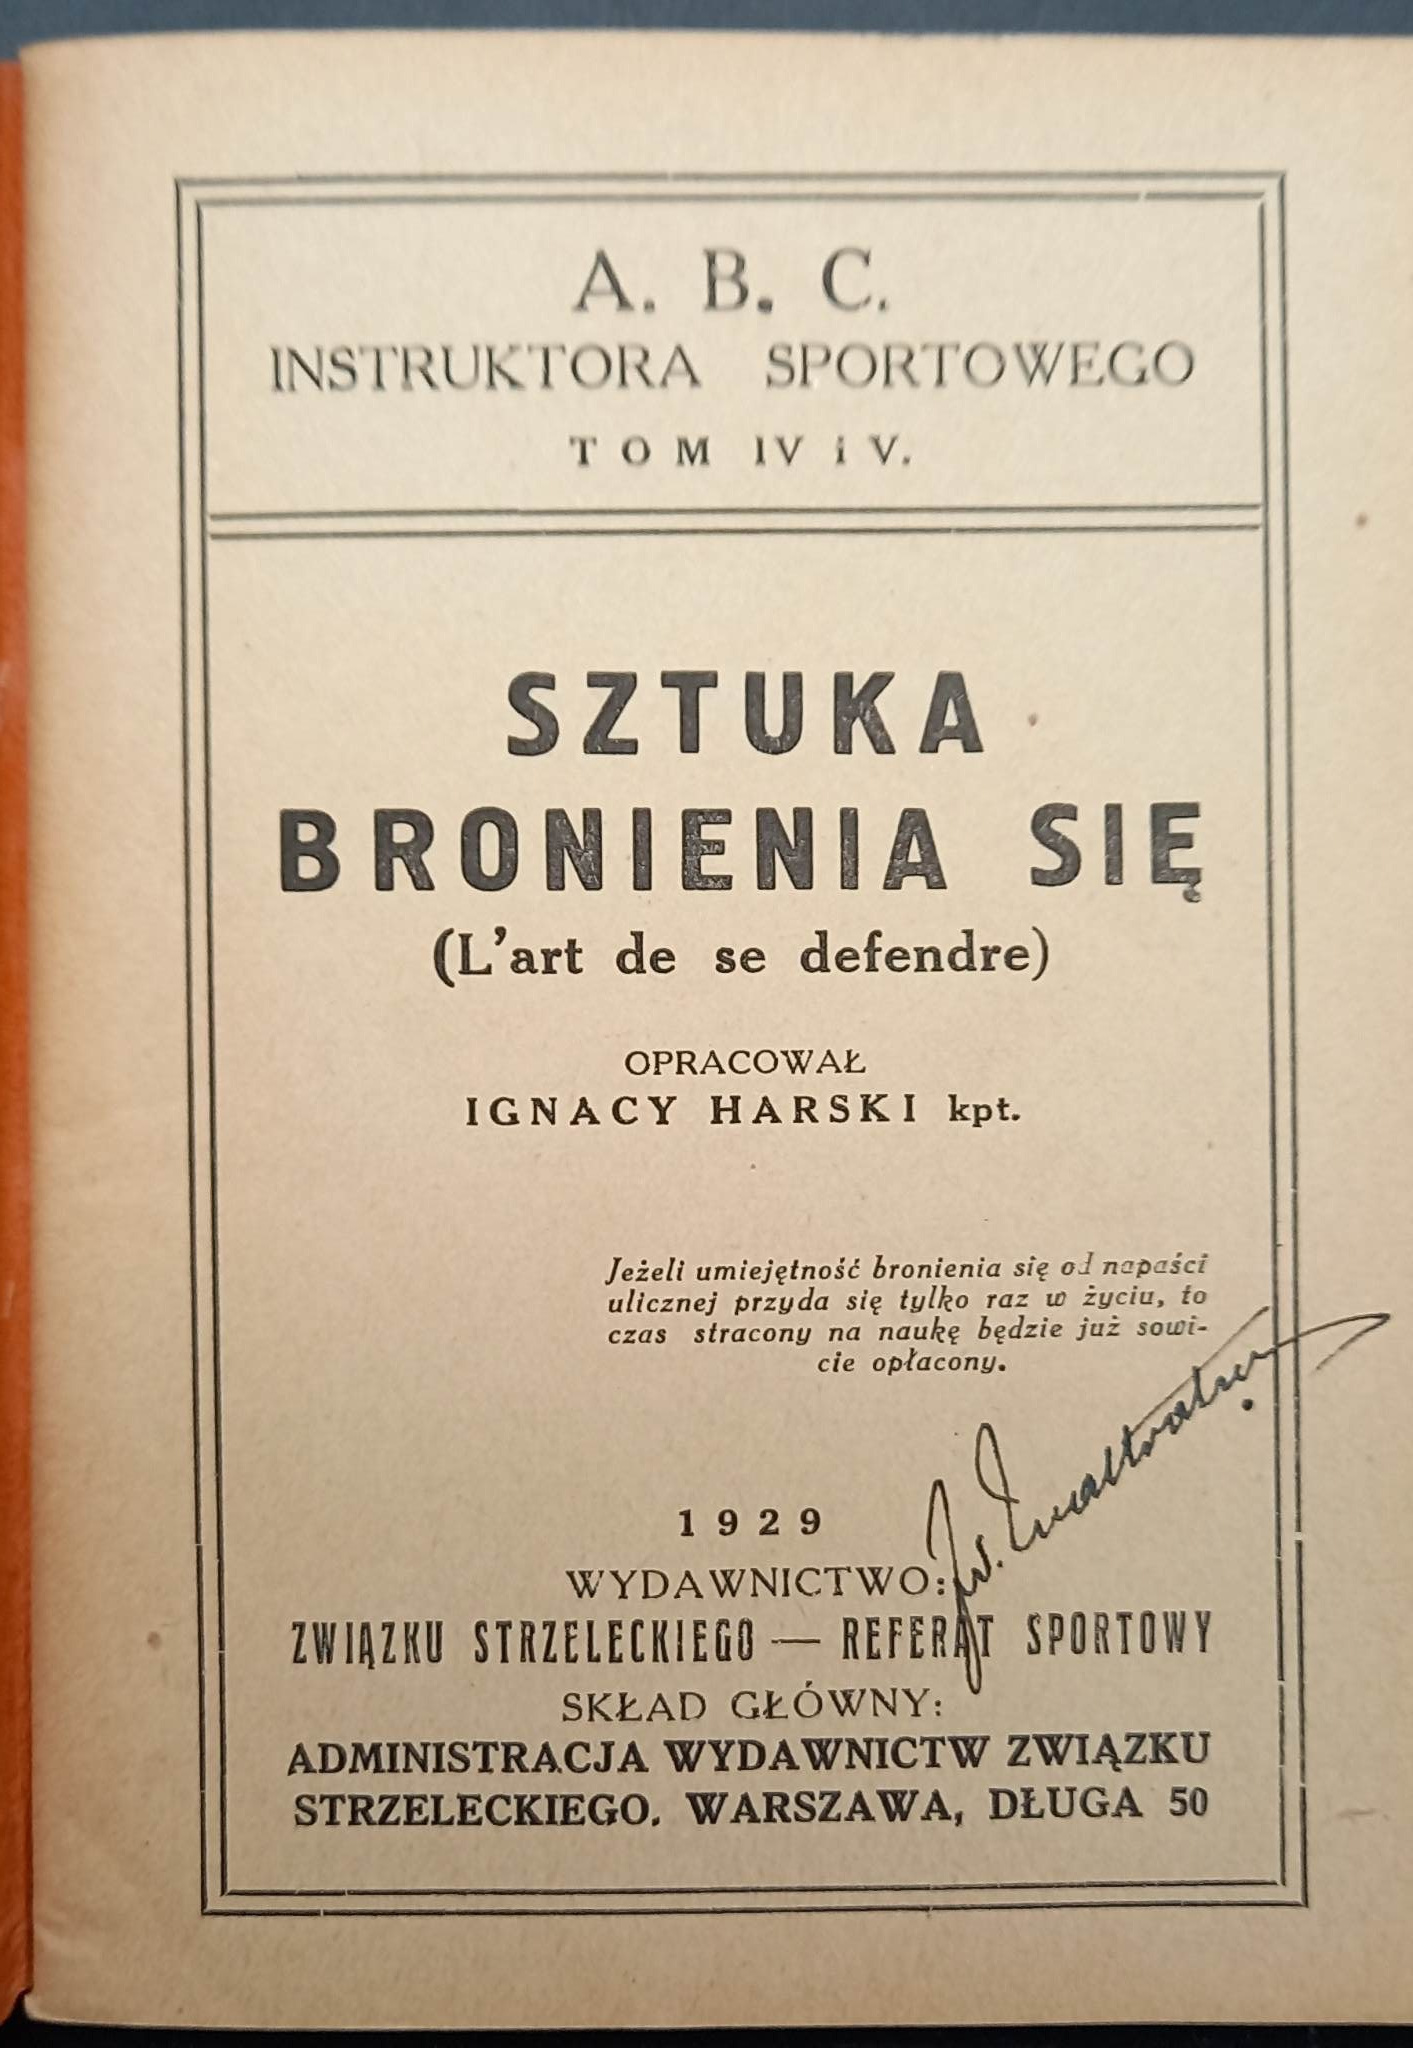 A. B. C.
INSTRUKTORA SPORTOWEGO
TOM IV i V.
SZTUKA
BRONIENIA SIĘ
(L'art de se defendre)
OPRACOWAŁ
IGNACY HARSKI kpt.
Jeżeli umiejętność bronienia się od napaści
ulicznej przyda się tylko raz w życiu, to
czas stracony na naukę będzie już sowi-
cie opłacony.
1929
WYDAWNICTWO:
ZWIĄZKU STRZELECKIEGO — REFERAT SPORTOWY
SKŁAD GŁÓWNY:
ADMINISTRACJA WYDAWNICTW ZWIĄZKU
STRZELECKIEGO. WARSZAWA, DŁUGA 50